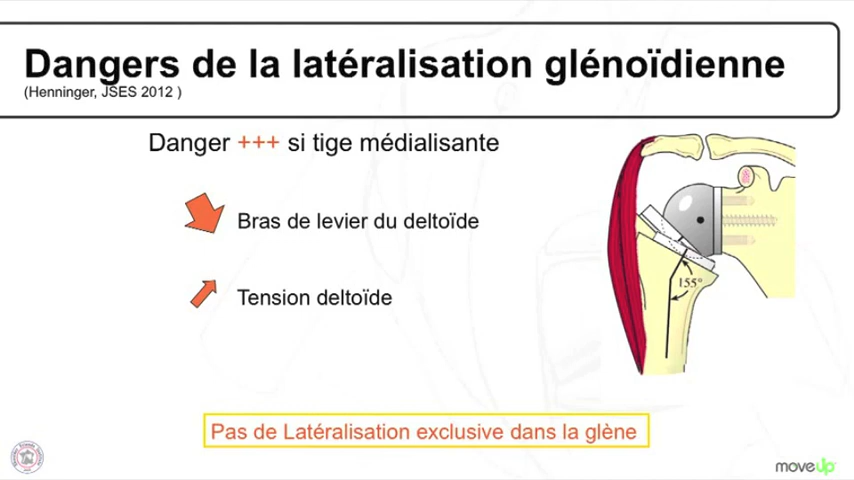 Dangers de la latéralisation glénoïdienne
(Henninger, JSES 2012 )
Danger +++ si tige médialisante
Bras de levier du deltoïde
Tension deltoïde
155°
Pas de Latéralisation exclusive dans la glène
moveUp